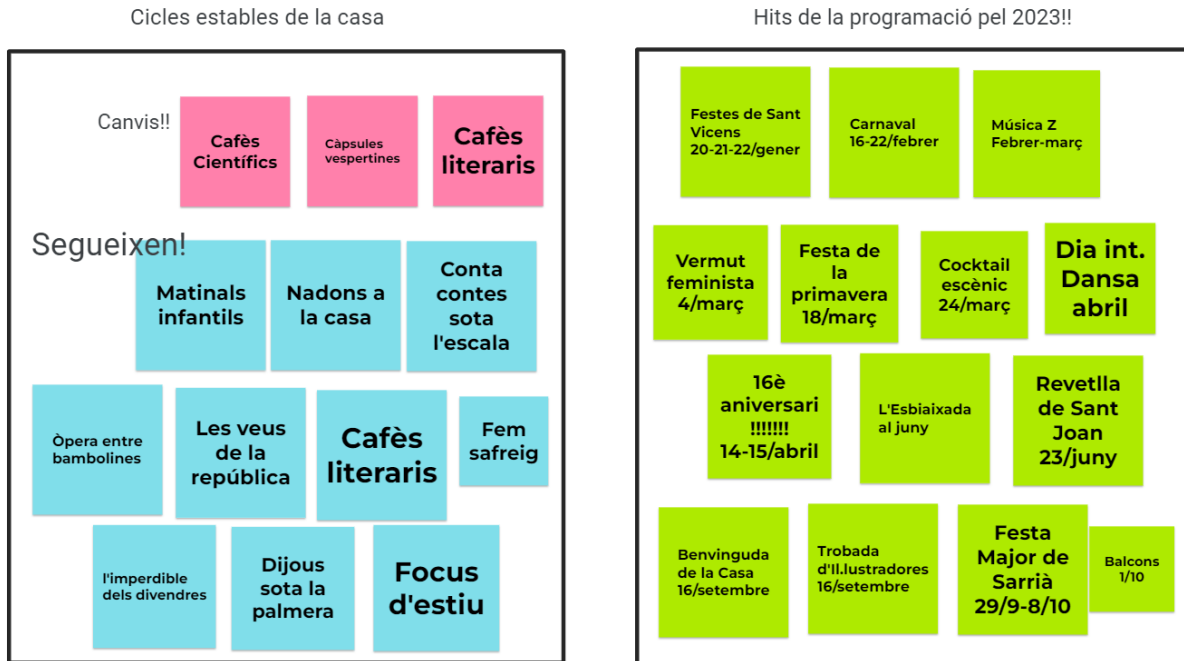 Cicles estables de la casa
Canvis!!
Cafès
Científics
Càpsules
vespertines
Cafès
literaris
Segueixen!
Matinals
infantils
Nadons a
la casa
Conta
contes
sota
l'escala
Òpera entre
bambolines
Les veus
de la
república
Cafès
literaris
Fem
safreig
l'imperdible
dels divendres
Dijous
sota la
palmera
Focus
d'estiu
Hits de la programació pel 2023!!
Festes de Sant
Vicens
20-21-22/gener
Carnaval
16-22/febrer
Música Z
Febrer-març
Vermut
feminista
4/març
Festa de
la
primavera
18/març
Cocktail
escènic
24/març
Dia int.
Dansa
abril
16è
aniversari
!!!!!!!
14-15/abril
L'Esbiaixada
al juny
Revetlla
de Sant
Joan
23/juny
Benvinguda
de la Casa
16/setembre
Trobada
d'Il.lustradores
16/setembre
Festa
Major de
Sarrià
29/9-8/10
Balcons
1/10